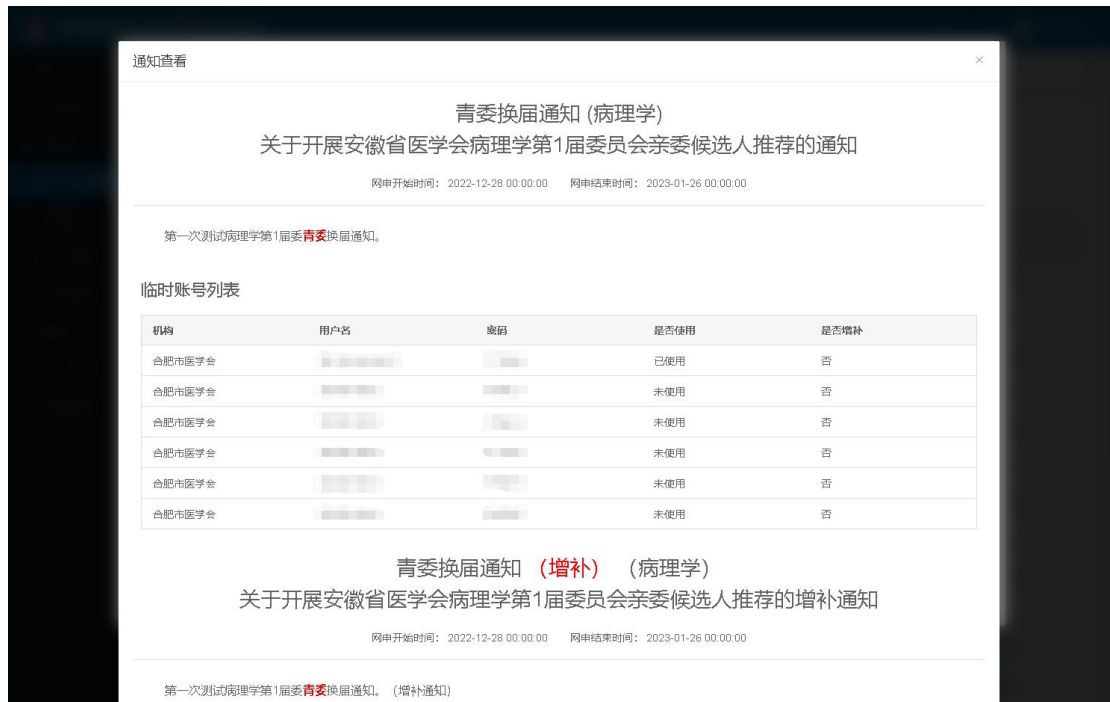 通知查看
×
青委换届通知 (病理学)
关于开展安徽省医学会病理学第1届委员会亲委候选人推荐的通知
网申开始时间： 2022-12-28 00:00:00 网申结束时间： 2023-01-26 00:00:00
第一次测试病理学第1届委青委换届通知。
临时账号列表
机构 用户名 密码 是否使用 是否增补
合肥市医学会 已使用 否
合肥市医学会 未使用 否
合肥市医学会 未使用 否
合肥市医学会 未使用 否
合肥市医学会 未使用 否
合肥市医学会 未使用 否
青委换届通知 （增补） （病理学）
关于开展安徽省医学会病理学第1届委员会亲委候选人推荐的增补通知
网申开始时间： 2022-12-28 00:00:00 网申结束时间： 2023-01-26 00:00:00
第一次测试病理学第1届委青委换届通知。（增补通知）